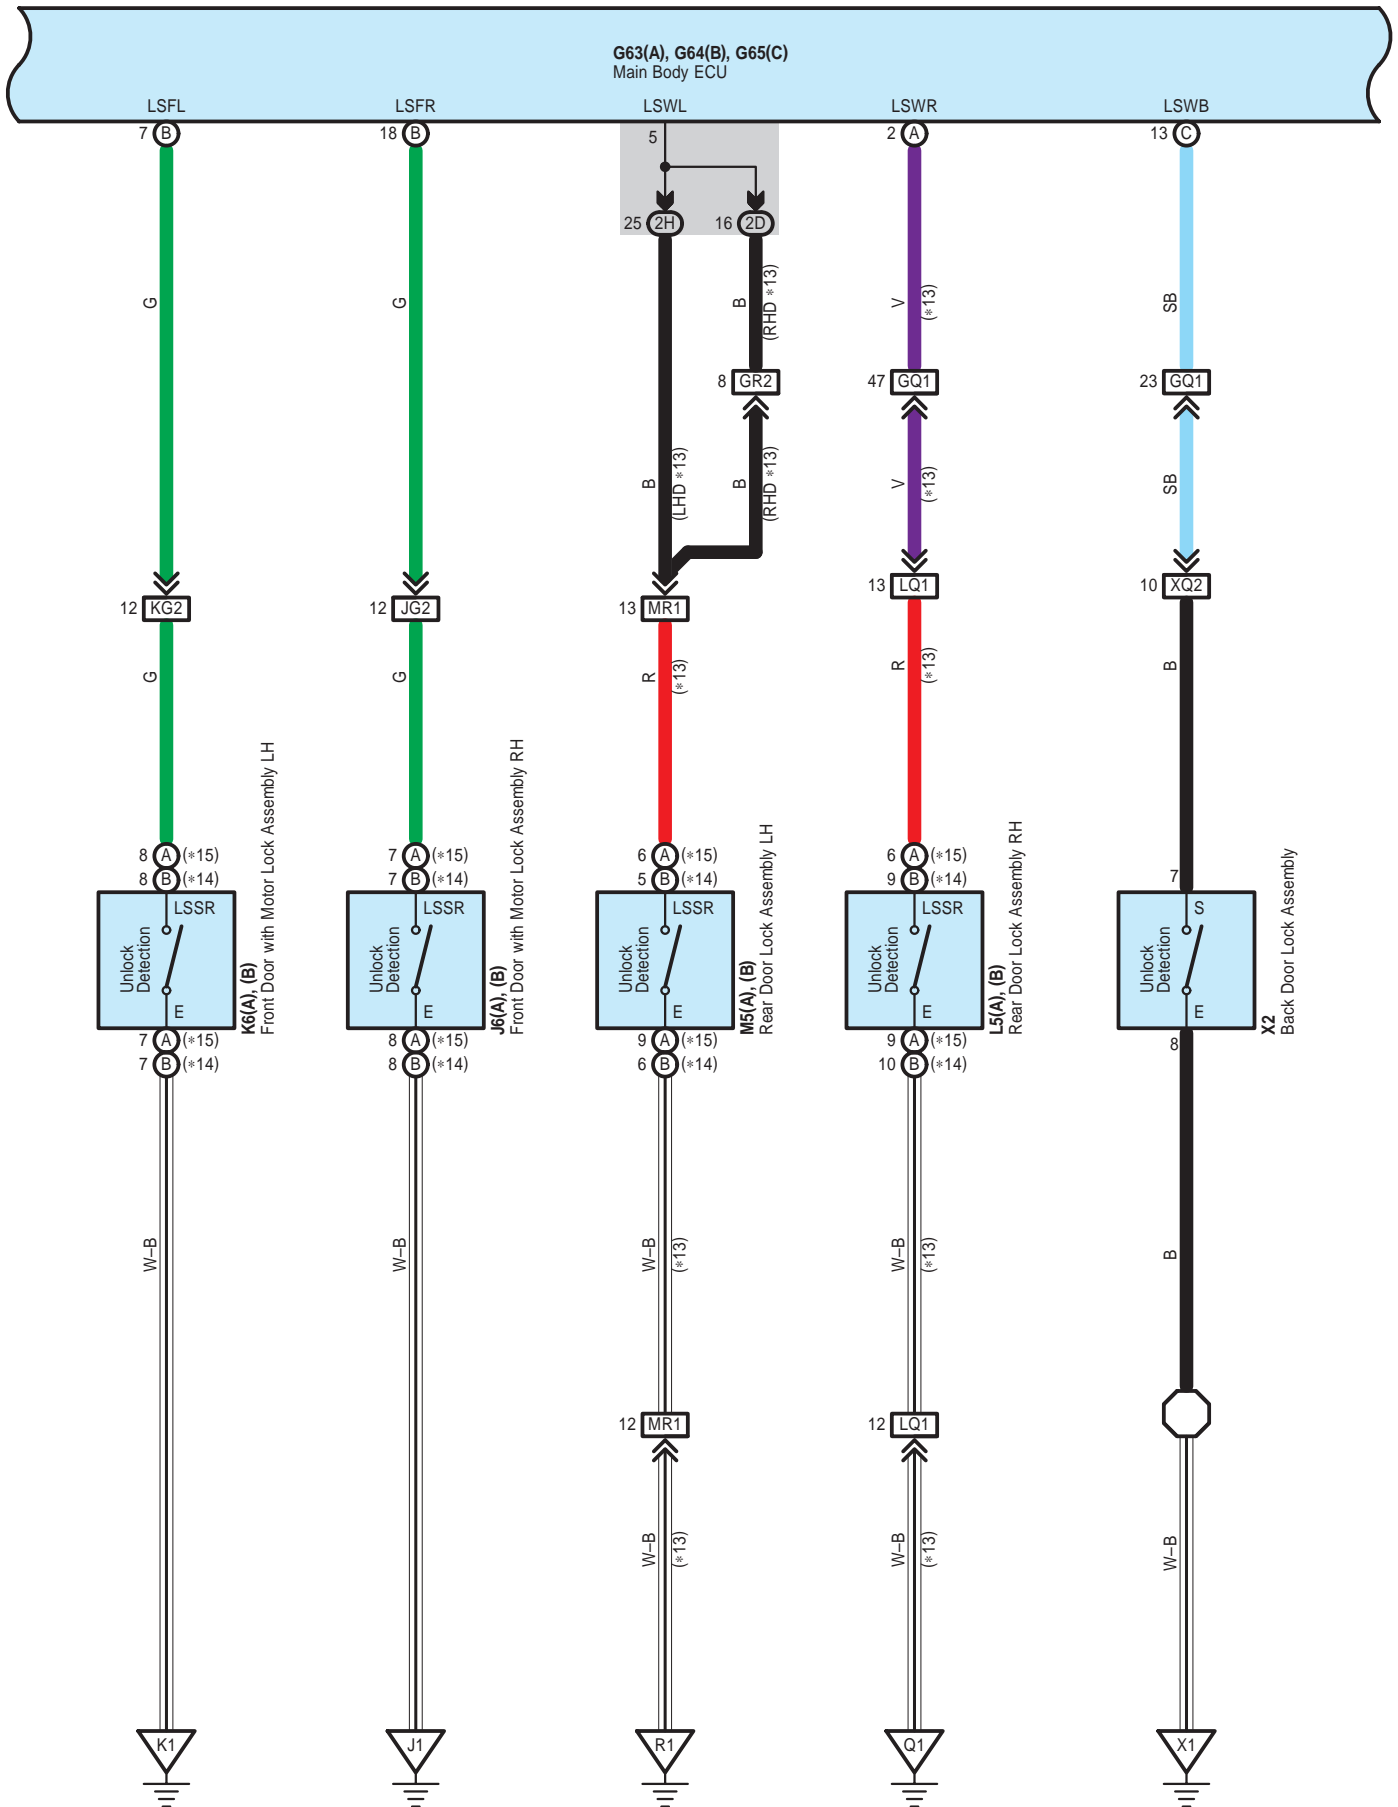 G63(A), G64(B), G65(C)
Main Body ECU
LSFL LSFR LSWL LSWR LSWB
7 B 18 B 5 2 A 13 C
25 2H 16 2D
G G B (RHD *13) V (*13) SB
8 GR2 47 GQ1 23 GQ1
B (LHD *13) B (RHD *13) V (*13) SB
13 LQ1 10 XQ2
12 KG2 12 JG2 13 MR1
G G R (*13) R (*13) B
8 A (*15) 7 A (*15) 6 A (*15) 6 A (*15)
8 B (*14) 7 B (*14) 5 B (*14) 9 B (*14) 7
LSSR LSSR LSSR LSSR S
Unlock Detection Unlock Detection Unlock Detection Unlock Detection Unlock Detection
E E E E E
K6(A), (B)
Front Door with Motor Lock Assembly LH
J6(A), (B)
Front Door with Motor Lock Assembly RH
M5(A), (B)
Rear Door Lock Assembly LH
L5(A), (B)
Rear Door Lock Assembly RH
X2
Back Door Lock Assembly
7 A (*15) 8 A (*15) 9 A (*15) 9 A (*15) 8
7 B (*14) 8 B (*14) 6 B (*14) 10 B (*14)
W–B W–B W–B (*13) W–B (*13) B
12 MR1 12 LQ1
W–B (*13) W–B (*13) W–B
K1 J1 R1 Q1 X1